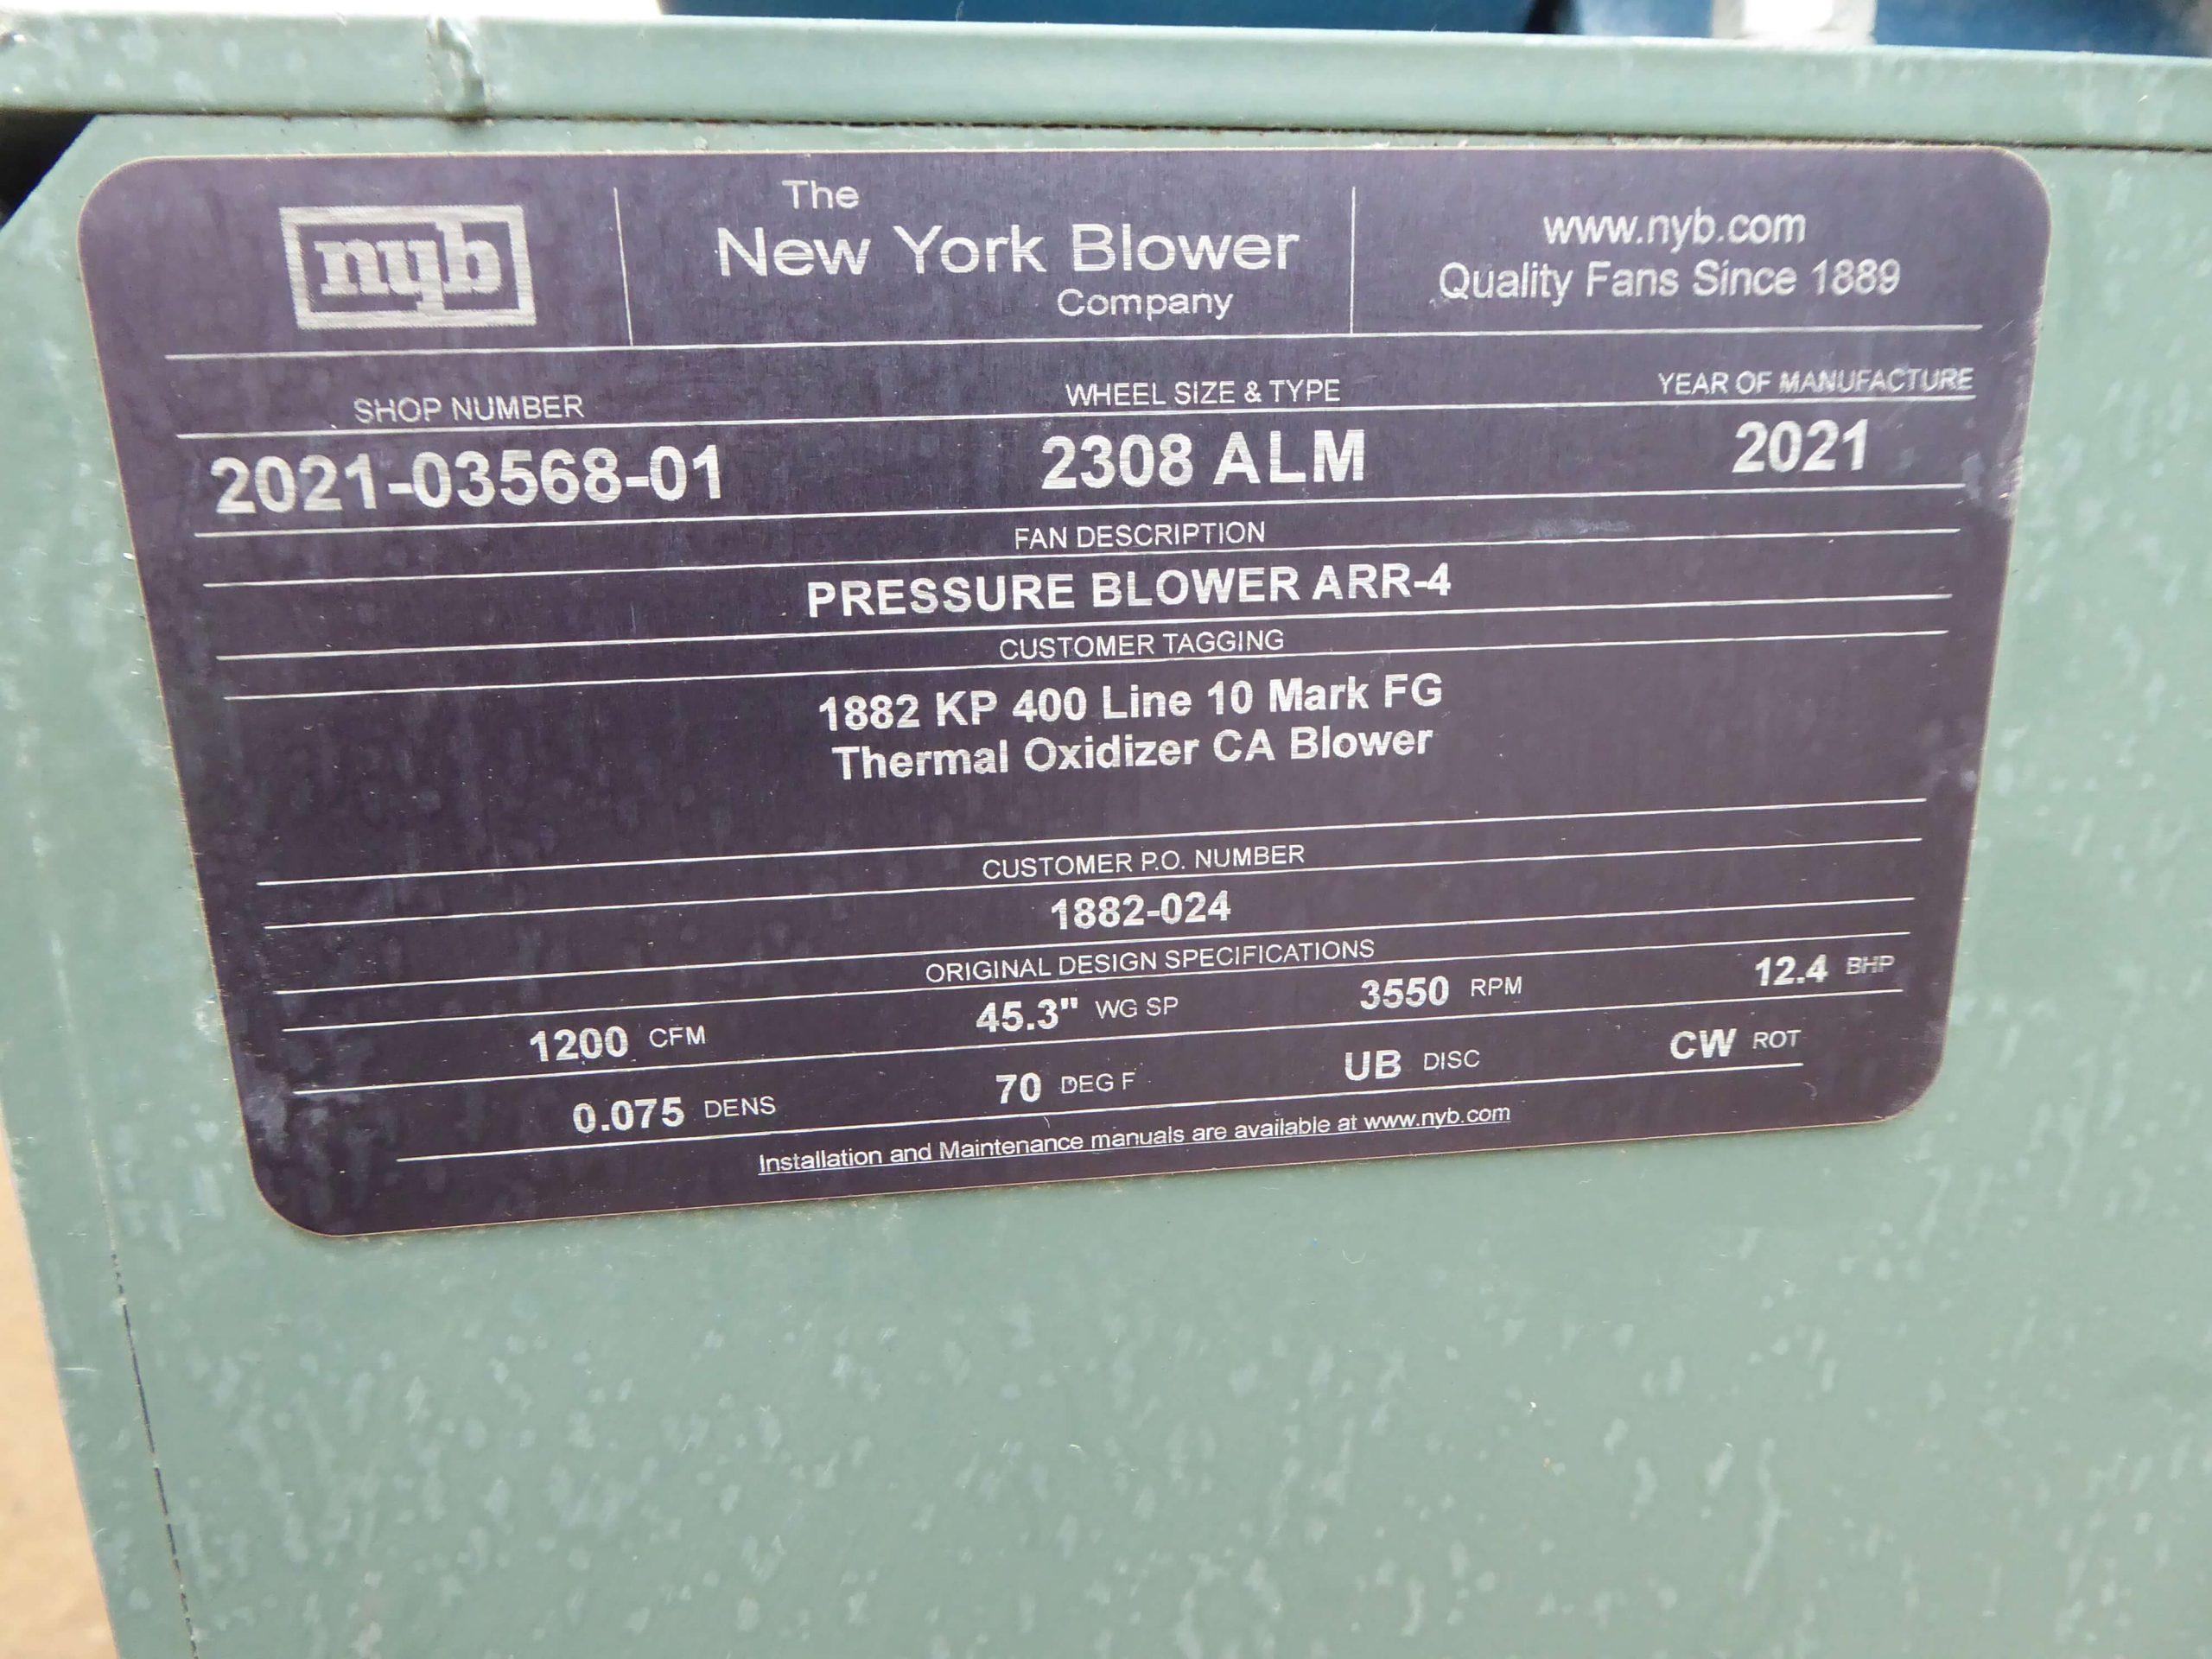 nyb
The
New York Blower
Company
www.nyb.com
Quality Fans Since 1889
SHOP NUMBER
2021-03568-01
WHEEL SIZE & TYPE
2308 ALM
YEAR OF MANUFACTURE
2021
FAN DESCRIPTION
PRESSURE BLOWER ARR-4
CUSTOMER TAGGING
1882 KP 400 Line 10 Mark FG
Thermal Oxidizer CA Blower
CUSTOMER P.O. NUMBER
1882-024
ORIGINAL DESIGN SPECIFICATIONS
1200 CFM 45.3" WG SP 3550 RPM 12.4 BHP
0.075 DENS 70 DEG F UB DISC CW ROT
Installation and Maintenance manuals are available at www.nyb.com